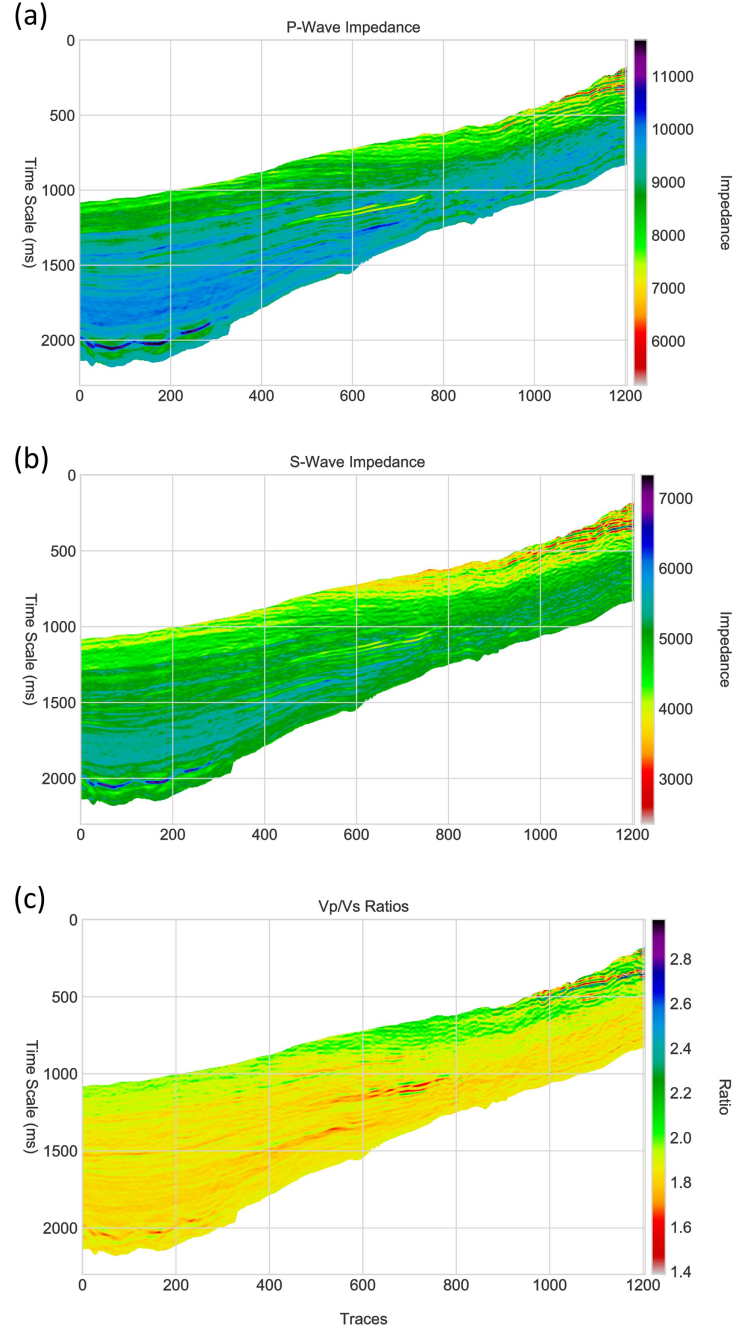 (a)
P-Wave Impedance
0
500
1000
1500
2000
Time Scale (ms)
0 200 400 600 800 1000 1200
11000
10000
9000
8000
7000
6000
Impedance
(b)
S-Wave Impedance
0
500
1000
1500
2000
Time Scale (ms)
0 200 400 600 800 1000 1200
7000
6000
5000
4000
3000
Impedance
(c)
Vp/Vs Ratios
0
500
1000
1500
2000
Time Scale (ms)
0 200 400 600 800 1000 1200
2.8
2.6
2.4
2.2
2.0
1.8
1.6
1.4
Ratio
Traces